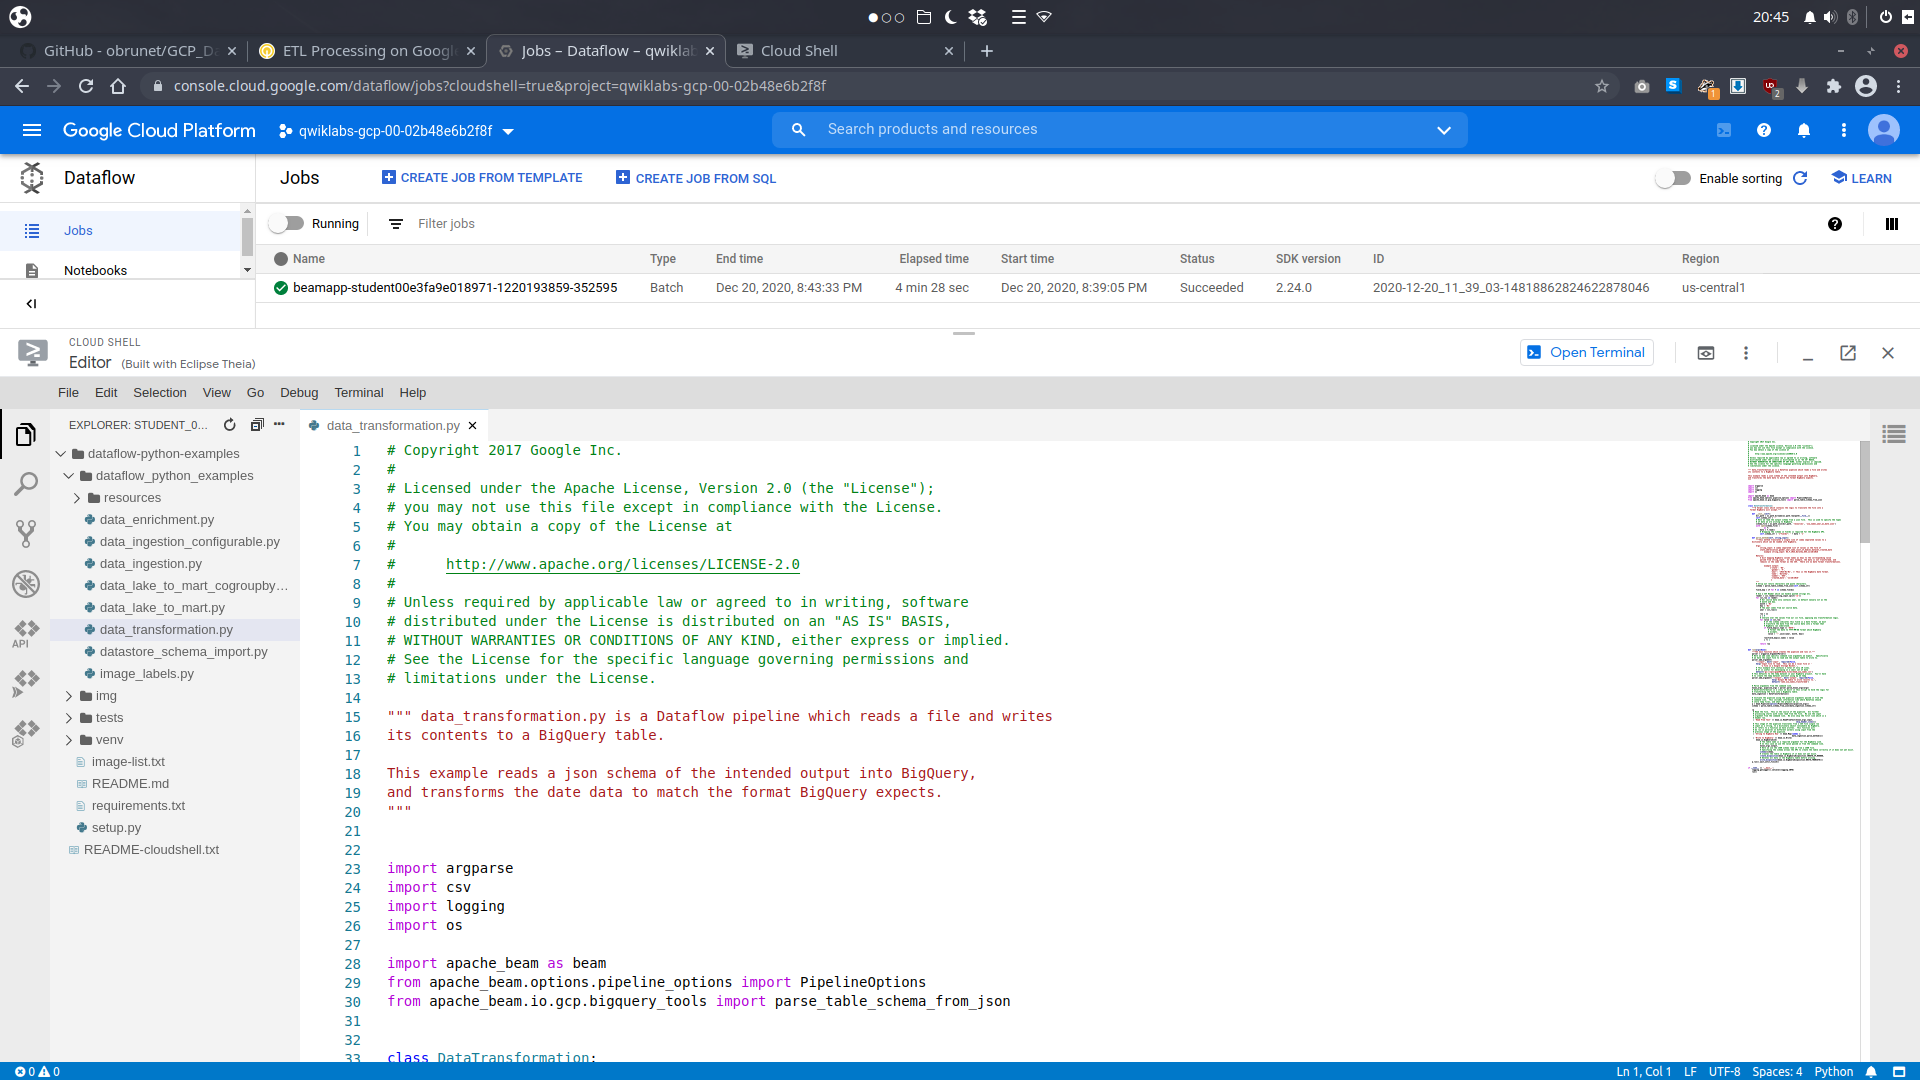 20:45
GitHub - obrunet/GCP_Da
ETL Processing on Google
Jobs – Dataflow – qwiklab
Cloud Shell
console.cloud.google.com/dataflow/jobs?cloudshell=true&project=qwiklabs-gcp-00-02b48e6b2f8f
1
2
Google Cloud Platform
qwiklabs-gcp-00-02b48e6b2f8f
Search products and resources
Dataflow
Jobs
CREATE JOB FROM TEMPLATE
CREATE JOB FROM SQL
Enable sorting
LEARN
Jobs
Notebooks
Running
Filter jobs
Name Type End time Elapsed time Start time Status SDK version ID Region
beamapp-student00e3fa9e018971-1220193859-352595 Batch Dec 20, 2020, 8:43:33 PM 4 min 28 sec Dec 20, 2020, 8:39:05 PM Succeeded 2.24.0 2020-12-20_11_39_03-14818862824622878046 us-central1
CLOUD SHELL
Editor (Built with Eclipse Theia)
Open Terminal
File Edit Selection View Go Debug Terminal Help
EXPLORER: STUDENT_0...
data_transformation.py
dataflow-python-examples
dataflow_python_examples
resources
data_enrichment.py
data_ingestion_configurable.py
data_ingestion.py
data_lake_to_mart_cogroupby...
data_lake_to_mart.py
data_transformation.py
datastore_schema_import.py
image_labels.py
img
tests
venv
image-list.txt
README.md
requirements.txt
setup.py
README-cloudshell.txt
API
1 # Copyright 2017 Google Inc.
2 #
3 # Licensed under the Apache License, Version 2.0 (the "License");
4 # you may not use this file except in compliance with the License.
5 # You may obtain a copy of the License at
6 #
7 # http://www.apache.org/licenses/LICENSE-2.0
8 #
9 # Unless required by applicable law or agreed to in writing, software
10 # distributed under the License is distributed on an "AS IS" BASIS,
11 # WITHOUT WARRANTIES OR CONDITIONS OF ANY KIND, either express or implied.
12 # See the License for the specific language governing permissions and
13 # limitations under the License.
14
15 """ data_transformation.py is a Dataflow pipeline which reads a file and writes
16 its contents to a BigQuery table.
17
18 This example reads a json schema of the intended output into BigQuery,
19 and transforms the date data to match the format BigQuery expects.
20 """
21
22
23 import argparse
24 import csv
25 import logging
26 import os
27
28 import apache_beam as beam
29 from apache_beam.options.pipeline_options import PipelineOptions
30 from apache_beam.io.gcp.bigquery_tools import parse_table_schema_from_json
31
32
33 class DataTransformation:
0 0
Ln 1, Col 1 LF UTF-8 Spaces: 4 Python